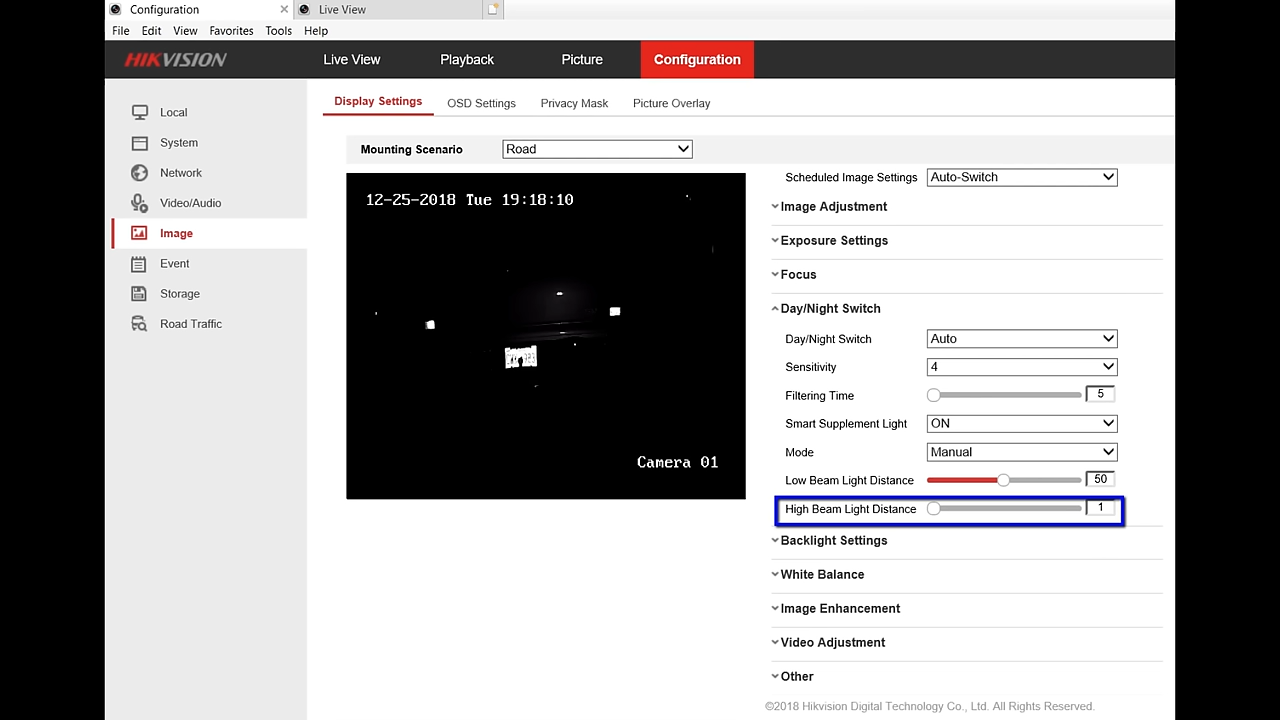 Configuration
Live View
File Edit View Favorites Tools Help
HIKVISION
Live View Playback Picture Configuration
Local
System
Network
Video/Audio
Image
Event
Storage
Road Traffic
Display Settings OSD Settings Privacy Mask Picture Overlay
Mounting Scenario Road
12-25-2018 Tue 19:18:10
Camera 01
Scheduled Image Settings Auto-Switch
Image Adjustment
Exposure Settings
Focus
Day/Night Switch
Day/Night Switch Auto
Sensitivity 4
Filtering Time 5
Smart Supplement Light ON
Mode Manual
Low Beam Light Distance 50
High Beam Light Distance 1
Backlight Settings
White Balance
Image Enhancement
Video Adjustment
Other
©2018 Hikvision Digital Technology Co., Ltd. All Rights Reserved.